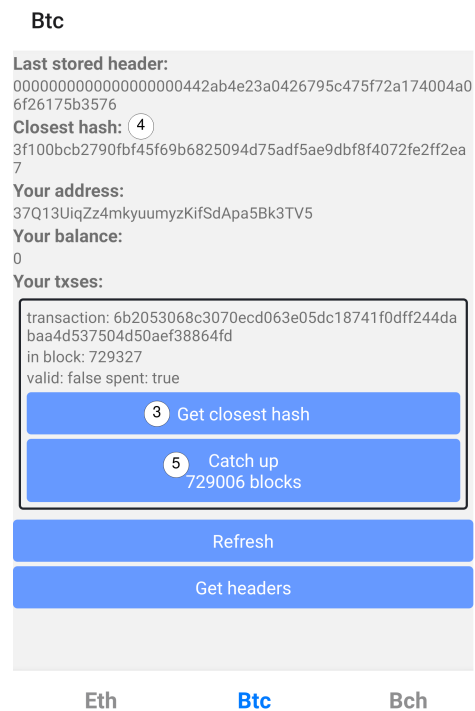 Btc
Last stored header:
0000000000000000000442ab4e23a0426795c475f72a174004a0
6f26175b3576
Closest hash: 4
3f100bcb2790fbf45f69b6825094d75adf5ae9dbf8f4072fe2ff2ea
7
Your address:
37Q13UiqZz4mkyuumyzKifSdApa5Bk3TV5
Your balance:
0
Your txses:
transaction: 6b2053068c3070ecd063e05dc18741f0dff244da
baa4d537504d50aef38864fd
in block: 729327
valid: false spent: true
3 Get closest hash
5 Catch up
729006 blocks
Refresh
Get headers
Eth Btc Bch